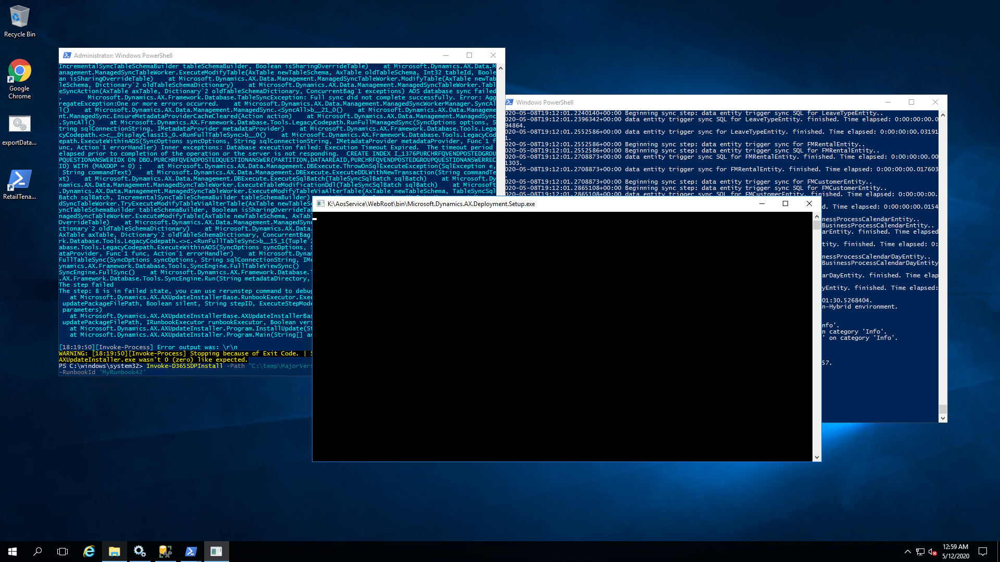 Recycle Bin
Google
Chrome
exportData...
RetailTena...
Administrator: Windows PowerShell
IncrementalSyncTableSchemaBuilder tableSchemaBuilder, Boolean isSharingOverrideTable)    at Microsoft.Dynamics.AX.Data.M
anagement.ManagedSyncTableWorker.ExecuteModifyTable(AxTable newTableSchema, AxTable oldTableSchema, Int32 tableId, Boole
an isSharingOverrideTable)    at Microsoft.Dynamics.AX.Data.Management.ManagedSyncTableWorker.ModifyTable(AxTable newTab
leSchema, Dictionary`2 oldTableSchemaDictionary)    at Microsoft.Dynamics.AX.Data.Management.ManagedSyncTableWorker.Tabl
eSyncAction(AxTable axTable, Dictionary`2 oldTableSchemaDictionary, ConcurrentBag`1 exceptions) AOS database sync failed
.       Microsoft.Dynamics.AX.Framework.Database.TableSyncException: Full sync did not complete successfully. Error: Agg
regateException:One or more errors occurred.    at Microsoft.Dynamics.AX.Data.Management.ManagedSyncWorkerManager.SyncAl
l()    at Microsoft.Dynamics.AX.Data.Management.ManagedSync.<SyncAll>b__21_0()    at Microsoft.Dynamics.AX.Data.Manageme
nt.ManagedSync.EnsureMetadataProviderCacheCleared(Action action)    at Microsoft.Dynamics.AX.Data.Management.ManagedSync
.SyncAll()    at Microsoft.Dynamics.AX.Framework.Database.Tools.LegacyCodepath.RunFullManagedSync(SyncOptions options, S
tring sqlConnectionString, IMetadataProvider metadataProvider)    at Microsoft.Dynamics.AX.Framework.Database.Tools.Lega
cyCodepath.<>c__DisplayClass15_0.<RunFullTableSync>b__0()    at Microsoft.Dynamics.AX.Framework.Database.Tools.LegacyCod
epath.ExecuteWithinAOS(SyncOptions syncOptions, String sqlConnectionString, IMetadataProvider metadataProvider, Func`1 f
unc, Action`1 errorHandler) Inner exceptions: Database execution failed: Execution Timeout Expired.  The timeout period
elapsed prior to completion of the operation or the server is not responding.  CREATE INDEX I_1376PURCHRFQVENDPOSTEDGROU
PQUESTIONANSWERIDX ON DBO.PURCHRFQVENDPOSTEDQUESTIONANSWER(PARTITION,DATAAREAID,PURCHRFQVENDPOSTEDGROUPQUESTIONANSWERREC
ID) WITH (MAXDOP = 0) ;    at Microsoft.Dynamics.AX.Data.Management.DBExecute.ThrowOnSqlExecuteException(SqlException e,
String commandText)    at Microsoft.Dynamics.AX.Data.Management.DBExecute.ExecuteDDLWithNewTransaction(String commandTe
xt)    at Microsoft.Dynamics.AX.Data.Management.DBExecute.ExecuteSqlBatch(TableSyncSqlBatch sqlBatch)    at Microsoft.Dy
namics.AX.Data.Management.ManagedSyncTableWorker.ExecuteTableModificationDdl(TableSyncSqlBatch sqlBatch)    at Microsoft
.Dynamics.AX.Data.Management.ManagedSyncTableWorker.ExecuteModifyTableViaAlterTable(AxTable newTableSchema, TableSyncSql
Batch sqlBatch, IncrementalSyncTableSchemaBuilder tableSchemaBuilder)
dSyncTableWorker.TryExecuteModifyTableViaAlterTable(AxTable newTableSc
yncTableSchemaBuilder tableSchemaBuilder, Boolean isSharingOverrideTab
nagedSyncTableWorker.ExecuteModifyTable(AxTable newTableSchema, AxTabl
OverrideTable)    at Microsoft.Dynamics.AX.Data.Management.ManagedSync
ctionary`2 oldTableSchemaDictionary)    at Microsoft.Dynamics.AX.Data.
AxTable axTable, Dictionary`2 oldTableSchemaDictionary, ConcurrentBag`
rk.Database.Tools.LegacyCodepath.<>c.<RunFullTableSync>b__15_1(Tuple`2
abase.Tools.LegacyCodepath.ExecuteWithinAOS(SyncOptions syncOptions, S
ataProvider, Func`1 func, Action`1 errorHandler)    at Microsoft.Dynam
FullTableSync(SyncOptions syncOptions, String sqlConnectionString, IMe
ynamics.AX.Framework.Database.Tools.SyncEngine.FullTableViewSync()
SyncEngine.FullSync()    at Microsoft.Dynamics.AX.Framework.Database.T
.AX.Framework.Database.Tools.SyncEngine.Run(String metadataDirectory,
The step failed
The step: 8 is in failed state, you can use rerunstep command to debug
at Microsoft.Dynamics.AX.AXUpdateInstallerBase.RunbookExecutor.Exec
updatePackageFilePath, Boolean silent, String stepID, ExecuteStepMode
parameters)
at Microsoft.Dynamics.AX.AXUpdateInstallerBase.AXUpdateInstallerBas
updatePackageFilePath, IRunbookExecutor runbookExecutor, Boolean vers
at Microsoft.Dynamics.AX.AXUpdateInstaller.Program.InstallUpdate(St
at Microsoft.Dynamics.AX.AXUpdateInstaller.Program.Main(String[] ar
[18:19:50][Invoke-Process] Error output was: \r\n
WARNING: [18:19:50][Invoke-Process] Stopping because of Exit Code. | S
AXUpdateInstaller.exe wasn't 0 (zero) like expected.
PS C:\windows\system32> Invoke-D365SDPInstall -Path "C:\temp\MajorVers
-RunbookId 'MyRunbook42'
Windows PowerShell
020-05-08T19:12:01.2240140+00:00 Beginning sync step: data entity trigger sync SQL for LeaveTypeEntity..
020-05-08T19:12:01.2396342+00:00 data entity trigger sync SQL for LeaveTypeEntity. finished. Time elapsed: 0:00:00:00.0
94864.
020-05-08T19:12:01.2552586+00:00 data entity trigger sync for LeaveTypeEntity. finished. Time elapsed: 0:00:00:00.03191
1.
020-05-08T19:12:01.2552586+00:00 Beginning sync step: data entity trigger sync for FMRentalEntity..
020-05-08T19:12:01.2552586+00:00 Beginning sync step: data entity trigger sync SQL for FMRentalEntity..
020-05-08T19:12:01.2708873+00:00 data entity trigger sync SQL for FMRentalEntity. finished. Time elapsed: 0:00:00:00.00
1303.
020-05-08T19:12:01.2708873+00:00 data entity trigger sync for FMRentalEntity. finished. Time elapsed: 0:00:00:00.017603
.
020-05-08T19:12:01.2708873+00:00 Beginning sync step: data entity trigger sync for FMCustomerEntity..
020-05-08T19:12:01.2865108+00:00 Beginning sync step: data entity trigger sync SQL for FMCustomerEntity..
020-05-08T19:12:01.2865108+00:00 data entity trigger sync SQL for FMCustomerEntity. finished. Time elapsed: 0:00:00:00.
d. Time elapsed: 0:00:00:00.0154
nessProcessCalendarEntity..
BusinessProcessCalendarEntity..
arEntity. finished. Time elapsed
tity. finished. Time elapsed: 0:
nessProcessCalendarDayEntity..
BusinessProcessCalendarDayEntity
arDayEntity. finished. Time elap
yEntity. finished. Time elapsed:
01:30.5268404.
n-Hybrid environment.
nfo'.
n category 'Info'.
' on category 'Info'.
57.
K:\AosService\WebRoot\bin\Microsoft.Dynamics.AX.Deployment.Setup.exe
12:59 AM
5/12/2020